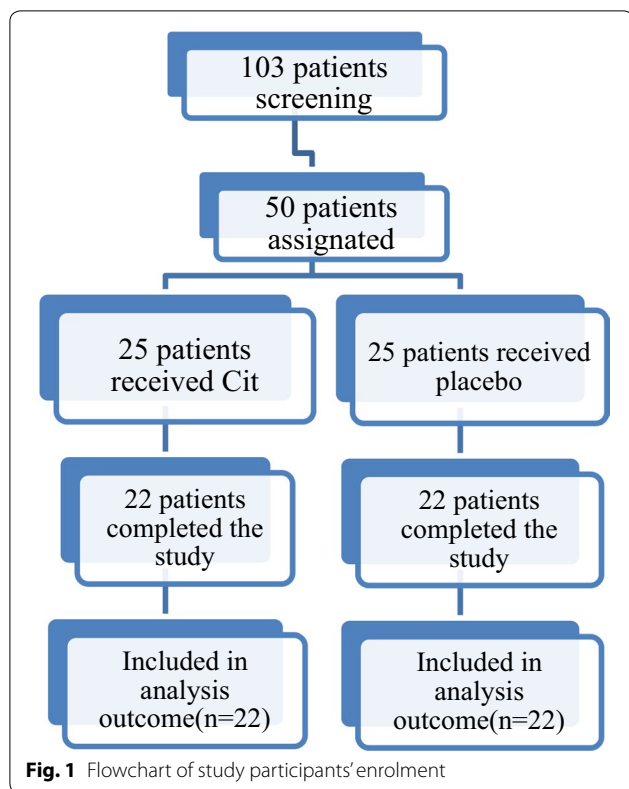 103 patients
screening
50 patients
assignated
25 patients
received Cit
25 patients received
placebo
22 patients
completed the
study
22 patients
completed the
study
Included in
analysis
outcome(n=22)
Included in
analysis
outcome(n=22)
Fig. 1 Flowchart of study participants' enrolment